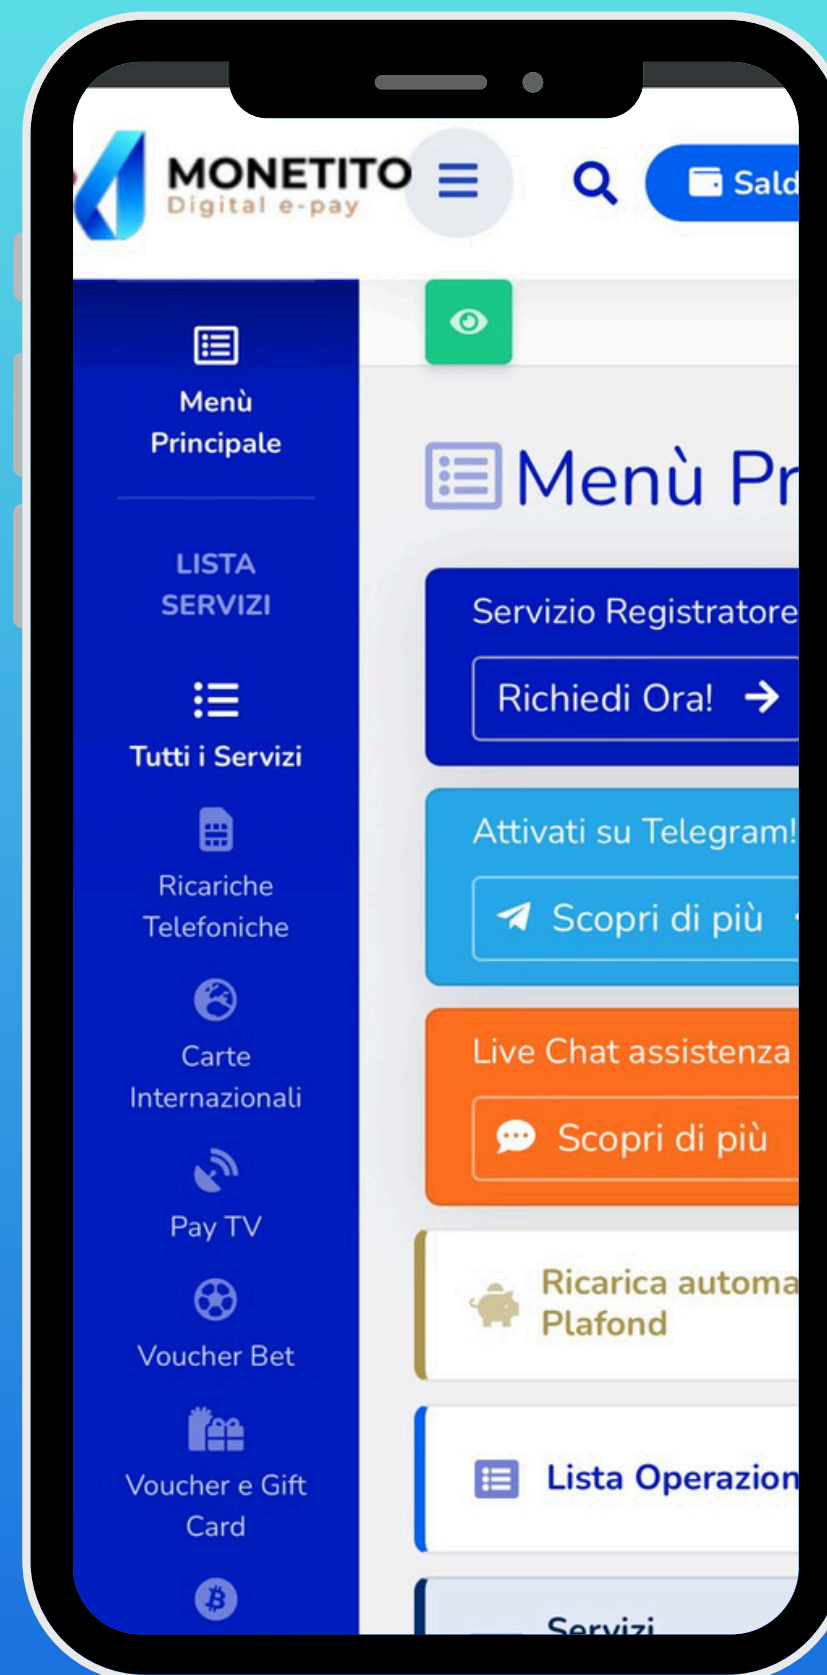 MONETITO
Digital e-pay
Sald
Menù
Principale
LISTA
SERVIZI
Tutti i Servizi
Ricariche
Telefoniche
Carte
Internazionali
Pay TV
Voucher Bet
Voucher e Gift
Card
Menù Pr
Servizio Registratore
Richiedi Ora!
Attivati su Telegram!
Scopri di più
Live Chat assistenza
Scopri di più
Ricarica automa
Plafond
Lista Operazion
Servizi